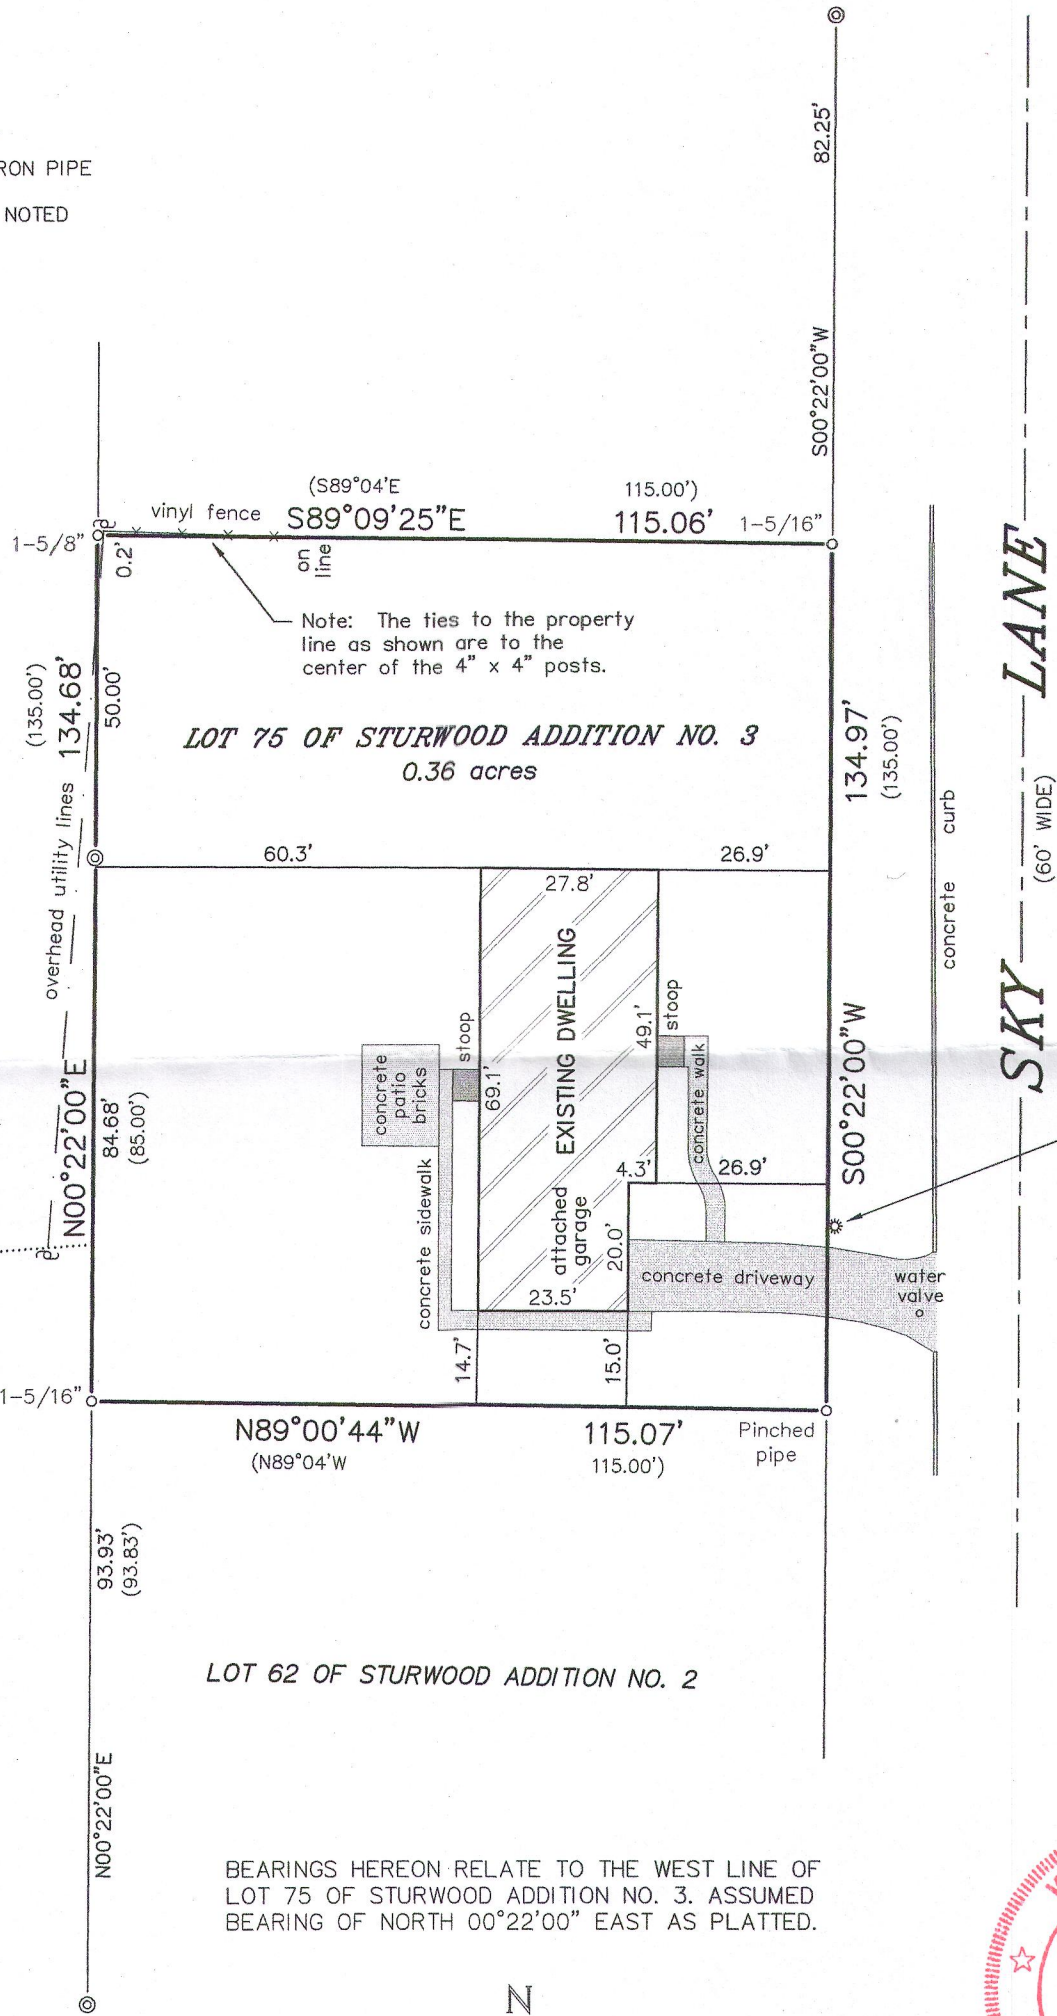 RON PIPE
NOTED
82.25'
S00°22'00"W
(S89°04'E 115.00')
vinyl fence
S89°09'25"E 115.06'
1-5/16"
1-5/8"
0.2'
on
line
Note: The ties to the property
line as shown are to the
center of the 4" x 4" posts.
(135.00')
134.68'
50.00'
LOT 75 OF STURWOOD ADDITION NO. 3
0.36 acres
134.97'
(135.00')
concrete curb
SKY LANE
(60' WIDE)
overhead utility lines
60.3'
26.9'
27.8'
EXISTING DWELLING
stoop
69.1'
49.1'
stoop
concrete
patio
bricks
concrete walk
S00°22'00"W
N00°22'00"E
84.68'
(85.00')
concrete sidewalk
4.3'
26.9'
attached
garage
20.0'
23.5'
concrete driveway
water
valve
14.7'
15.0'
1-5/16"
N89°00'44"W 115.07'
(N89°04'W 115.00')
Pinched
pipe
93.93'
(93.83')
LOT 62 OF STURWOOD ADDITION NO. 2
N00°22'00"E
BEARINGS HEREON RELATE TO THE WEST LINE OF
LOT 75 OF STURWOOD ADDITION NO. 3. ASSUMED
BEARING OF NORTH 00°22'00" EAST AS PLATTED.
N